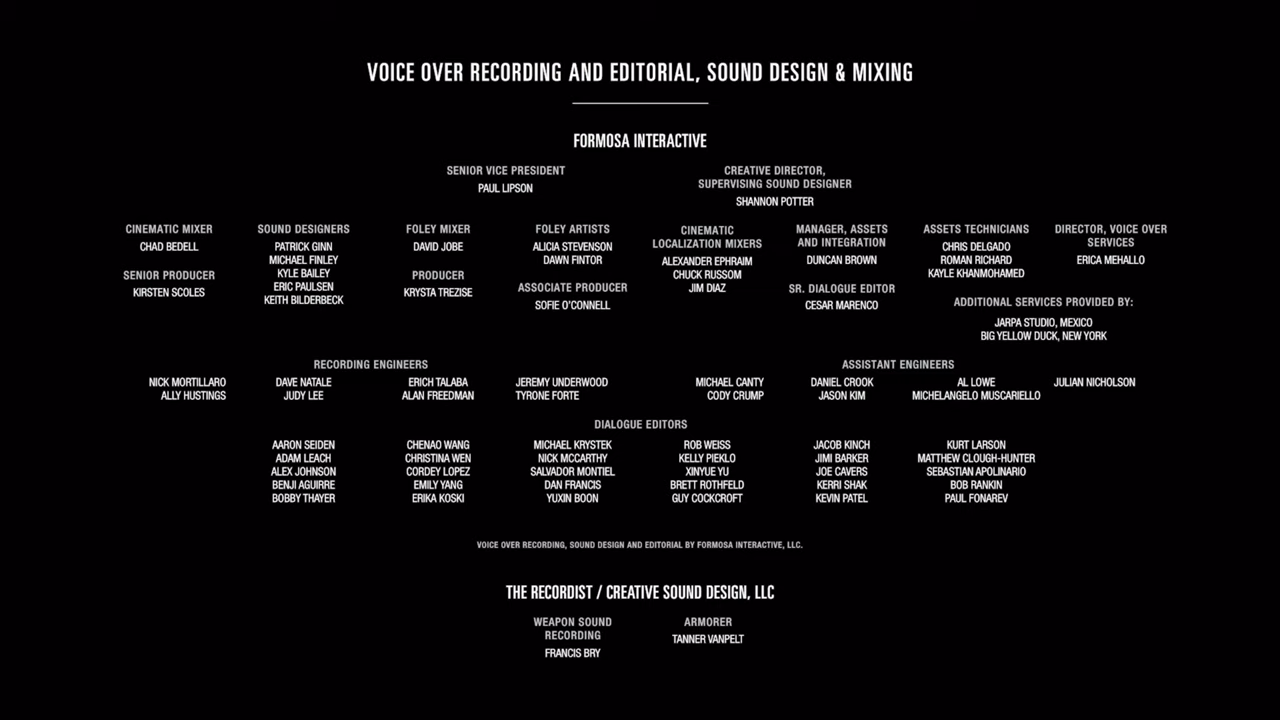 VOICE OVER RECORDING AND EDITORIAL, SOUND DESIGN & MIXING
FORMOSA INTERACTIVE
SENIOR VICE PRESIDENT
PAUL LIPSON
CREATIVE DIRECTOR,
SUPERVISING SOUND DESIGNER
SHANNON POTTER
CINEMATIC MIXER
CHAD BEDELL
SENIOR PRODUCER
KIRSTEN SCOLES
SOUND DESIGNERS
PATRICK GINN
MICHAEL FINLEY
KYLE BAILEY
ERIC PAULSEN
KEITH BILDERBECK
FOLEY MIXER
DAVID JOBE
PRODUCER
KRYSTA TREZISE
FOLEY ARTISTS
ALICIA STEVENSON
DAWN FINTOR
ASSOCIATE PRODUCER
SOFIE O'CONNELL
CINEMATIC
LOCALIZATION MIXERS
ALEXANDER EPHRAIM
CHUCK RUSSOM
JIM DIAZ
MANAGER, ASSETS
AND INTEGRATION
DUNCAN BROWN
SR. DIALOGUE EDITOR
CESAR MARENCO
ASSETS TECHNICIANS
CHRIS DELGADO
ROMAN RICHARD
KAYLE KHANMOHAMED
DIRECTOR, VOICE OVER
SERVICES
ERICA MEHALLO
ADDITIONAL SERVICES PROVIDED BY:
JARPA STUDIO, MEXICO
BIG YELLOW DUCK, NEW YORK
RECORDING ENGINEERS
NICK MORTILLARO
ALLY HUSTINGS
DAVE NATALE
JUDY LEE
ERICH TALABA
ALAN FREEDMAN
JEREMY UNDERWOOD
TYRONE FORTE
ASSISTANT ENGINEERS
MICHAEL CANTY
CODY CRUMP
DANIEL CROOK
JASON KIM
AL LOWE
MICHELANGELO MUSCARIELLO
JULIAN NICHOLSON
DIALOGUE EDITORS
AARON SEIDEN
ADAM LEACH
ALEX JOHNSON
BENJI AGUIRRE
BOBBY THAYER
CHENAO WANG
CHRISTINA WEN
CORDEY LOPEZ
EMILY YANG
ERIKA KOSKI
MICHAEL KRYSTEK
NICK MCCARTHY
SALVADOR MONTIEL
DAN FRANCIS
YUXIN BOON
ROB WEISS
KELLY PIEKLO
XINYUE YU
BRETT ROTHFELD
GUY COCKCROFT
JACOB KINCH
JIMI BARKER
JOE CAVERS
KERRI SHAK
KEVIN PATEL
KURT LARSON
MATTHEW CLOUGH-HUNTER
SEBASTIAN APOLINARIO
BOB RANKIN
PAUL FONAREV
VOICE OVER RECORDING, SOUND DESIGN AND EDITORIAL BY FORMOSA INTERACTIVE, LLC.
THE RECORDIST / CREATIVE SOUND DESIGN, LLC
WEAPON SOUND
RECORDING
FRANCIS BRY
ARMORER
TANNER VANPELT